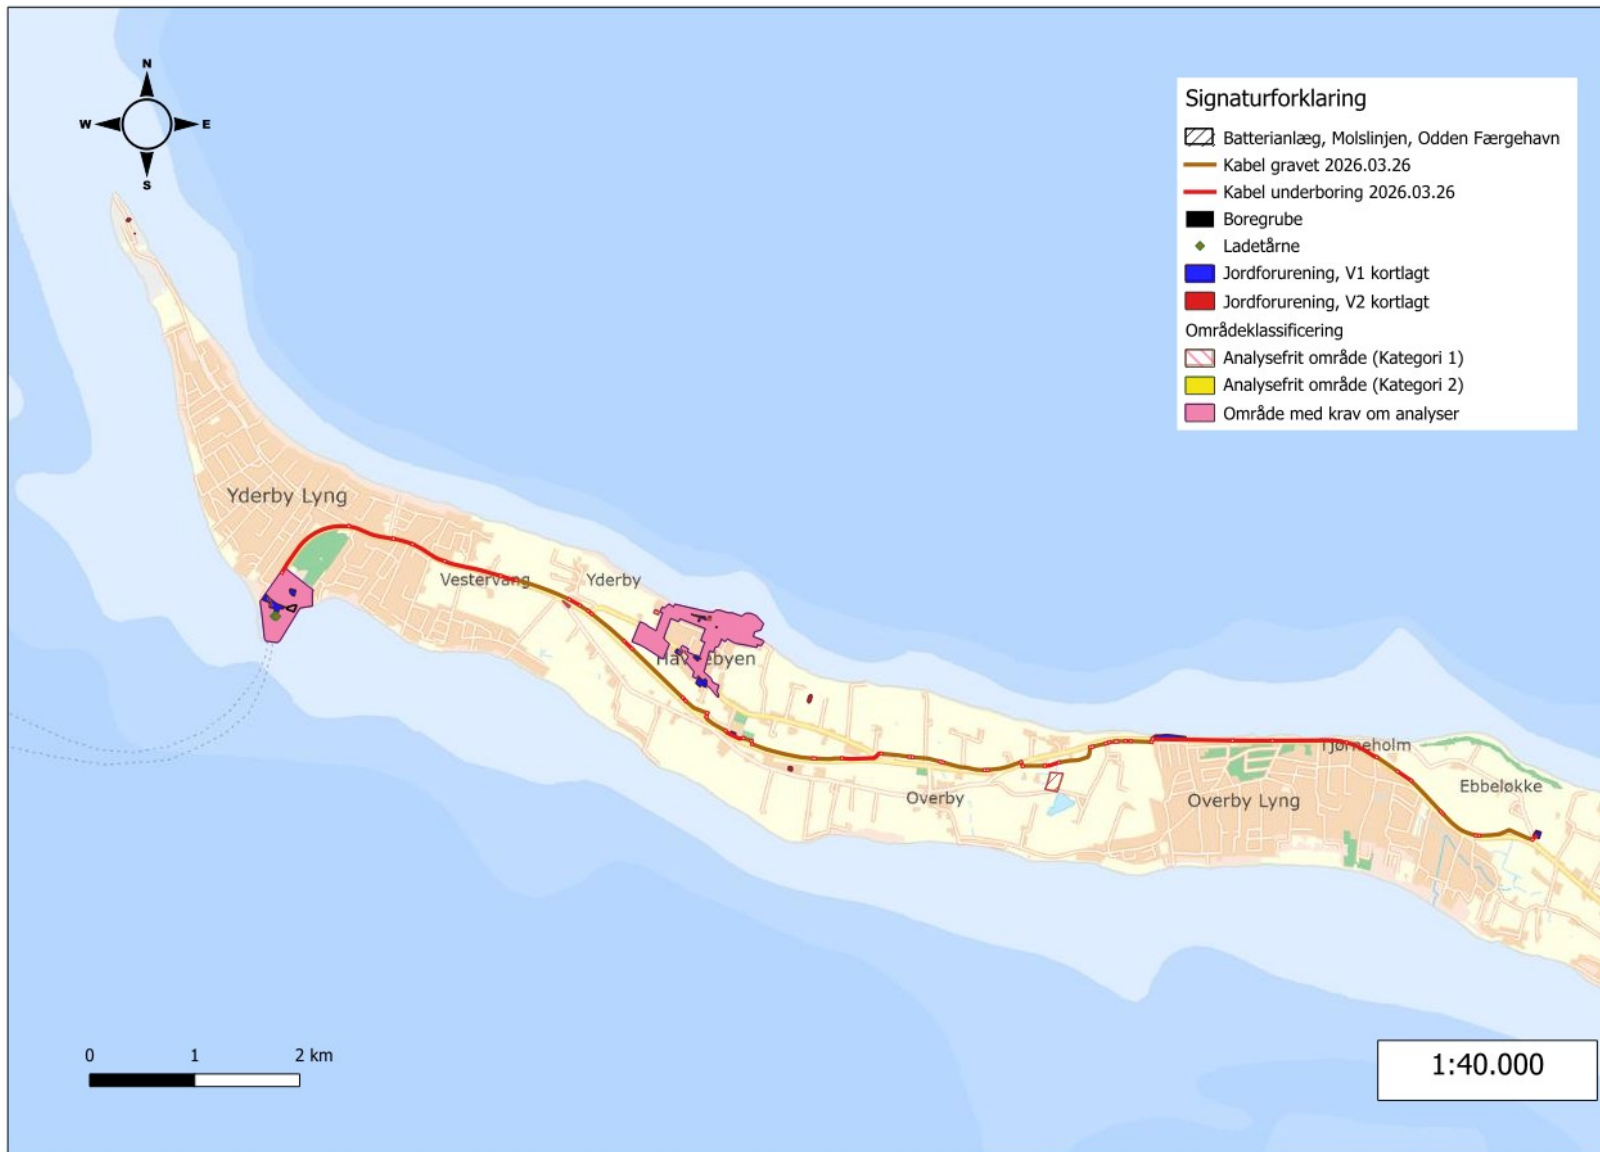 N
W E
S
Signaturforklaring
Batterianlæg, Molslinjen, Odden Færgehavn
Kabel gravet 2026.03.26
Kabel underboring 2026.03.26
Boregrube
Ladetårne
Jordforurening, V1 kortlagt
Jordforurening, V2 kortlagt
Områdeklassificering
Analysefrit område (Kategori 1)
Analysefrit område (Kategori 2)
Område med krav om analyser
Yderby Lyng
Vestervang
Yderby
Tjørneholm
Ebbeløkke
Overby
Overby Lyng
0 1 2 km
1:40.000